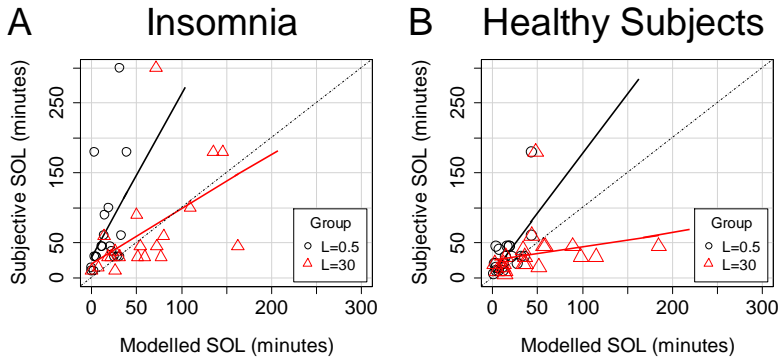 A Insomnia
Subjective SOL (minutes)
0 50 150 250
0 50 100 200 300
Modelled SOL (minutes)
Group
L=0.5
L=30
B Healthy Subjects
Subjective SOL (minutes)
0 50 150 250
0 50 100 200 300
Modelled SOL (minutes)
Group
L=0.5
L=30